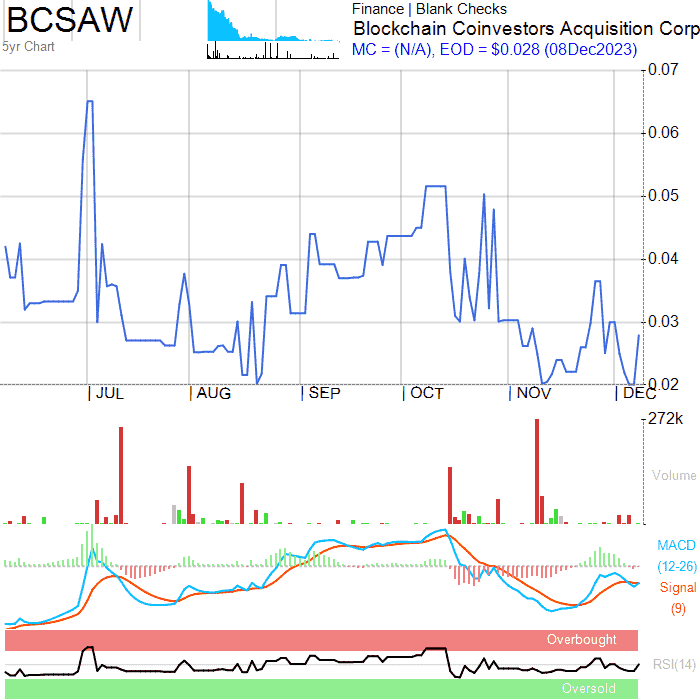 BCSAW
5yr Chart
Finance | Blank Checks
Blockchain Coinvestors Acquisition Corp
MC = (N/A), EOD = $0.028 (08Dec2023)
0.07
0.06
0.05
0.04
0.03
0.02
JUL AUG SEP OCT NOV DEC
272k
Volume
MACD
(12-26)
Signal
(9)
Overbought
RSI(14)
Oversold